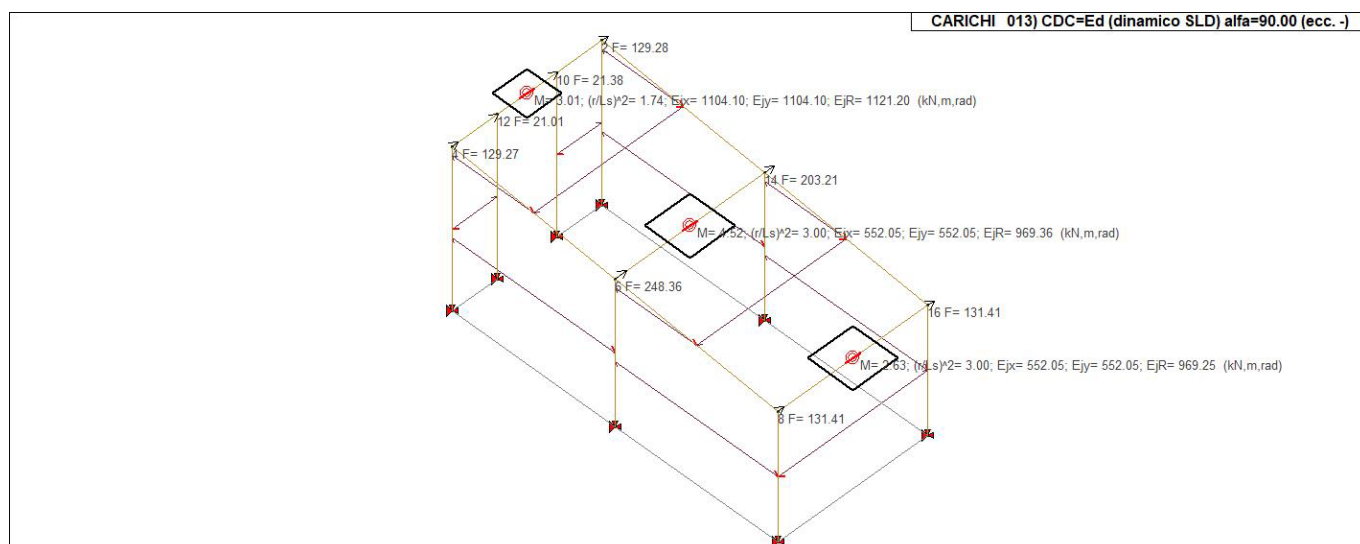 CARICHI 013) CDC=Ed (dinamico SLD) alfa=90.00 (ecc. -)
2 F= 129.28
10 F= 21.38
M= 3.01; (r/Ls)^2= 1.74; Ejx= 1104.10; Ejy= 1104.10; EjR= 1121.20 (kN,m,rad)
12 F= 21.01
4 F= 129.27
14 F= 203.21
M= 4.52; (r/Ls)^2= 3.00; Ejx= 552.05; Ejy= 552.05; EjR= 969.36 (kN,m,rad)
6 F= 248.36
16 F= 131.41
M= 2.63; (r/Ls)^2= 3.00; Ejx= 552.05; Ejy= 552.05; EjR= 969.25 (kN,m,rad)
8 F= 131.41